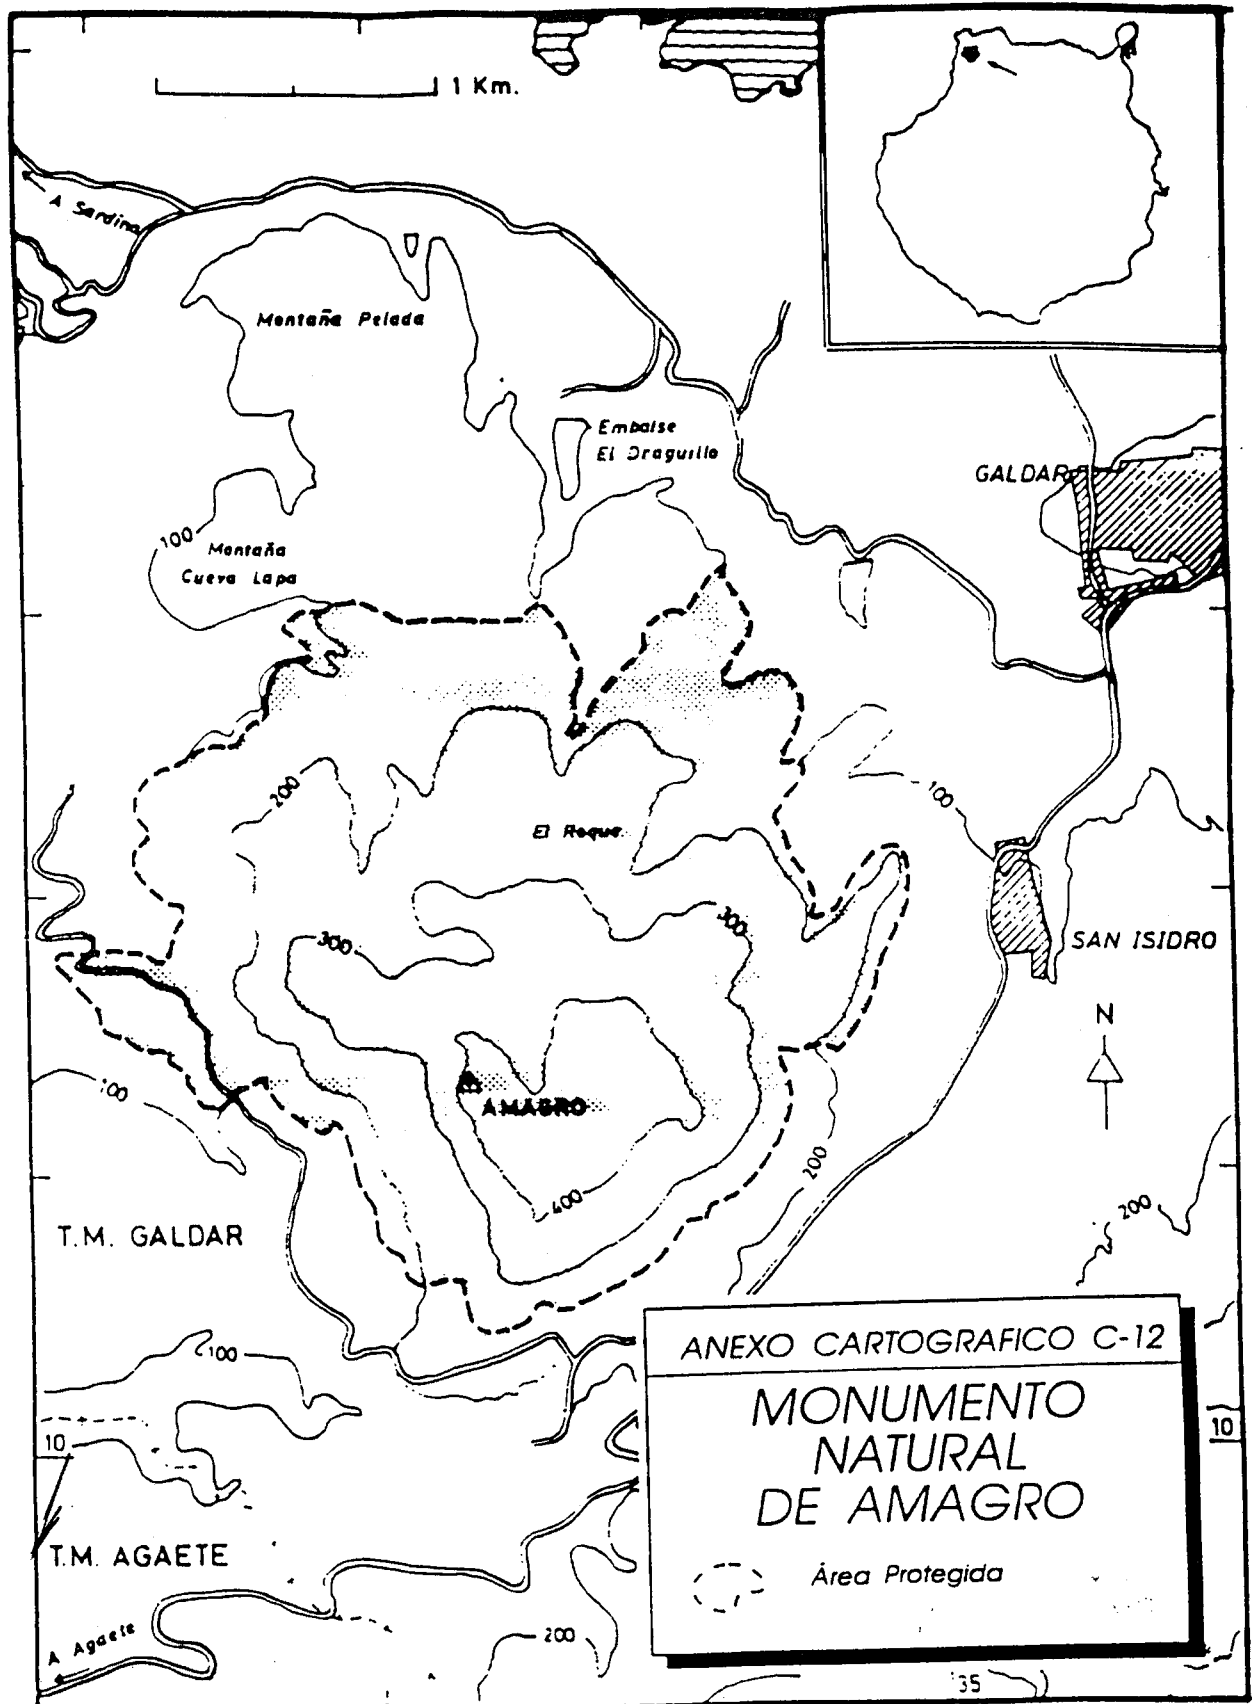 1 Km.
A Sardina
Montaña Pelada
Embalse
El Draguillo
GALDAR
100
Montaña
Cueva Lapa
200
100
El Roque
300
300
SAN ISIDRO
N
100
AMAGRO
200
400
200
T.M. GALDAR
100
10
T.M. AGAETE
A Agaete
200
ANEXO CARTOGRAFICO C-12
MONUMENTO
NATURAL
DE AMAGRO
Área Protegida
10
35